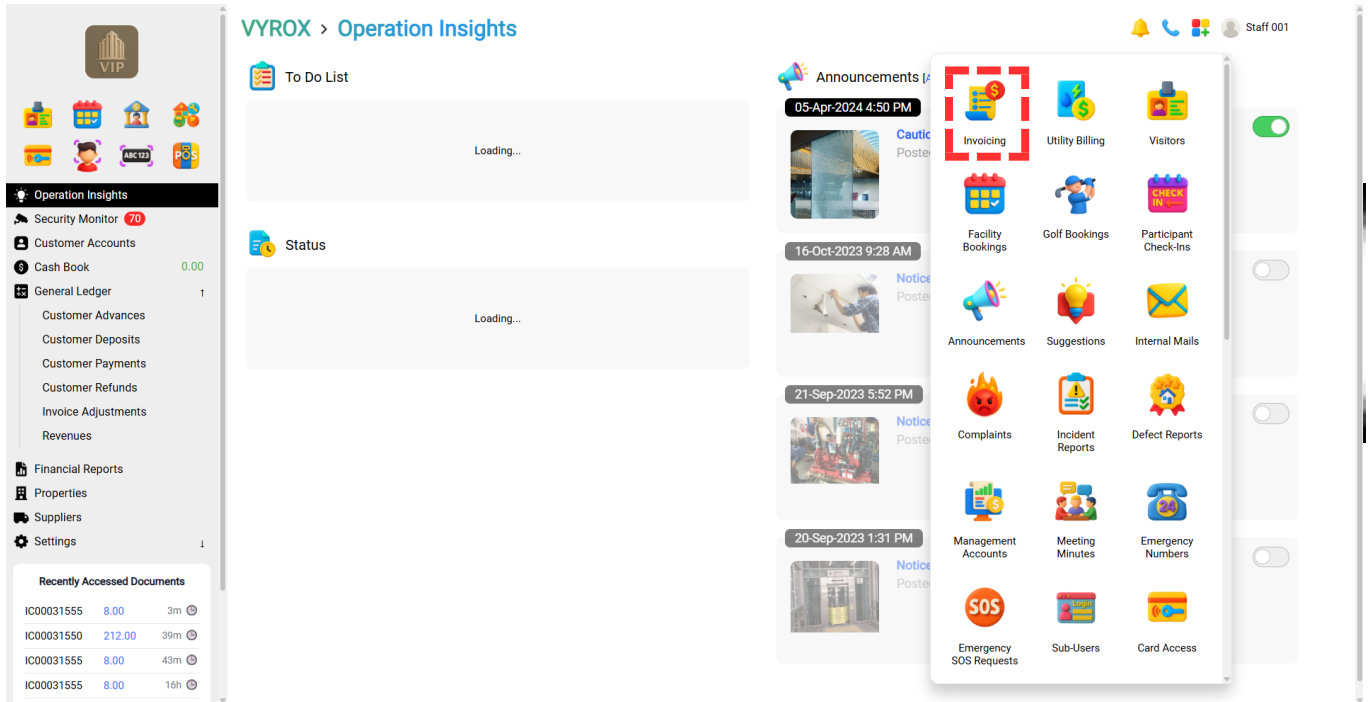 VIP
ABC 123
POS
Operation Insights
Security Monitor 70
Customer Accounts
Cash Book 0.00
General Ledger ↑
Customer Advances
Customer Deposits
Customer Payments
Customer Refunds
Invoice Adjustments
Revenues
Financial Reports
Properties
Suppliers
Settings ↓
Recently Accessed Documents
IC00031555 8.00 3m
IC00031550 212.00 39m
IC00031555 8.00 43m
IC00031555 8.00 16h
VYROX > Operation Insights
Staff 001
To Do List
Loading...
Status
Loading...
Announcements
05-Apr-2024 4:50 PM
16-Oct-2023 9:28 AM
Notice
21-Sep-2023 5:52 PM
Notice
20-Sep-2023 1:31 PM
Notice
Invoicing
Utility Billing
Visitors
Facility
Bookings
Golf Bookings
CHECK
IN
Participant
Check-Ins
Announcements
Suggestions
Internal Mails
Complaints
Incident
Reports
Defect Reports
Management
Accounts
Meeting
Minutes
24
Emergency
Numbers
SOS
Emergency
SOS Requests
Login
Sub-Users
Card Access